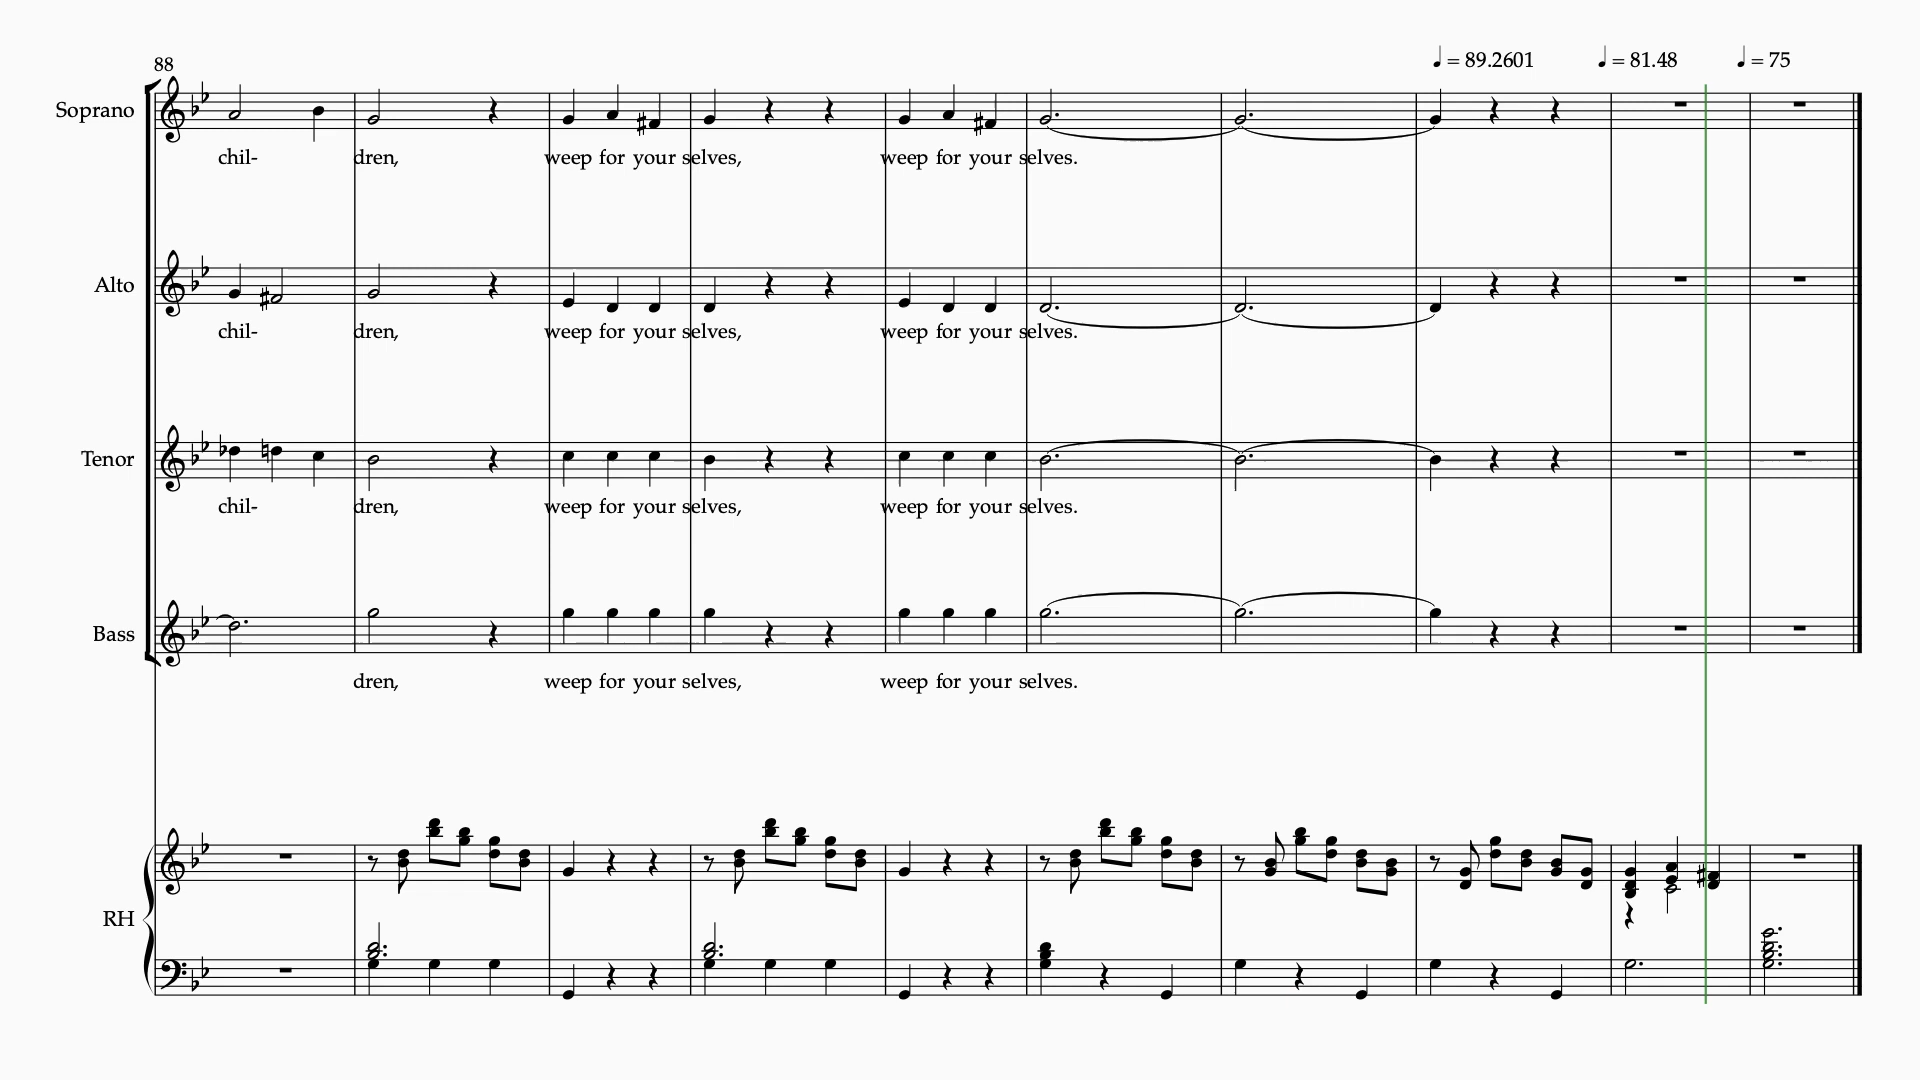 88
♩ = 89.2601 ♩ = 81.48 ♩ = 75
Soprano
chil- dren, weep for your selves, weep for your selves.
Alto
chil- dren, weep for your selves, weep for your selves.
Tenor
chil- dren, weep for your selves, weep for your selves.
Bass
dren, weep for your selves, weep for your selves.
RH